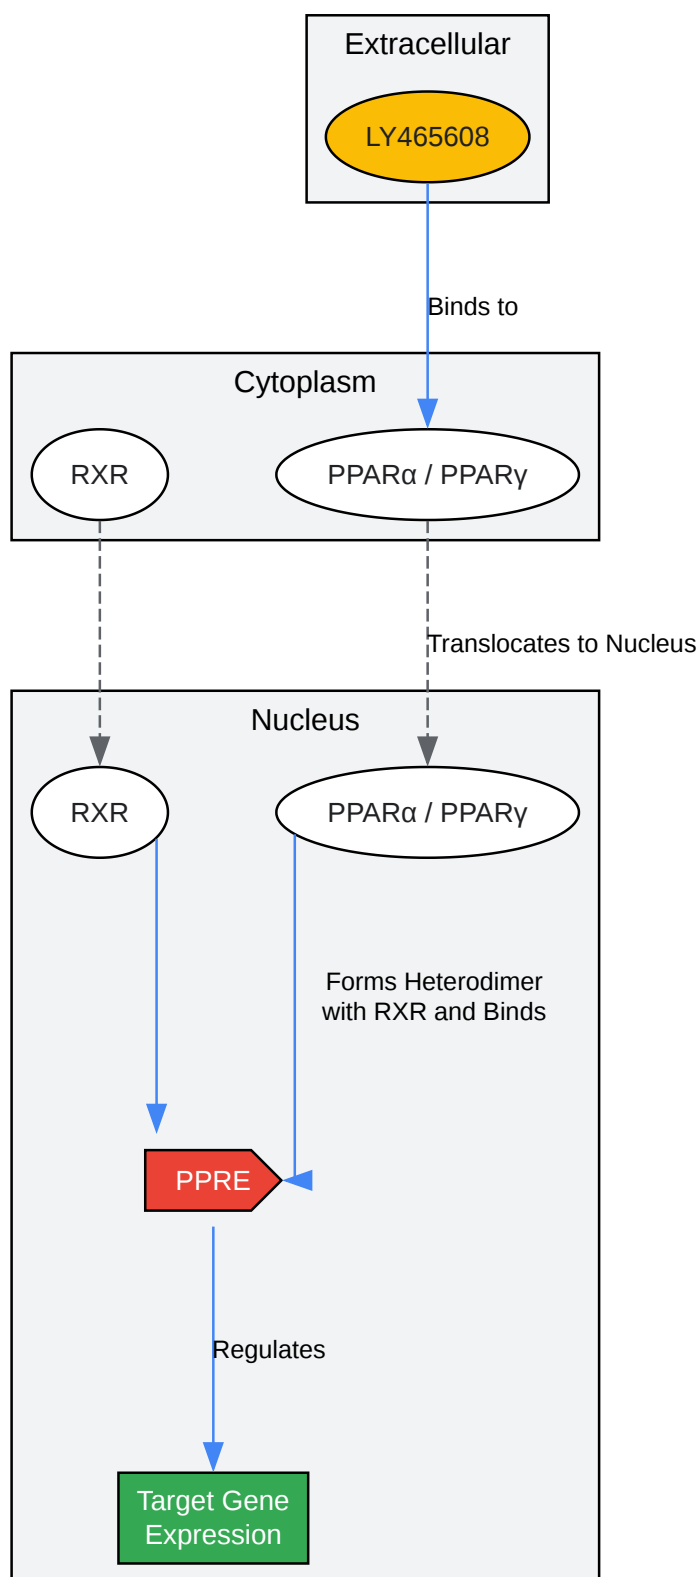 Extracellular
LY465608
Binds to
Cytoplasm
RXR
PPARα / PPARγ
Translocates to Nucleus
Nucleus
RXR
PPARα / PPARγ
Forms Heterodimer
with RXR and Binds
PPRE
Regulates
Target Gene
Expression